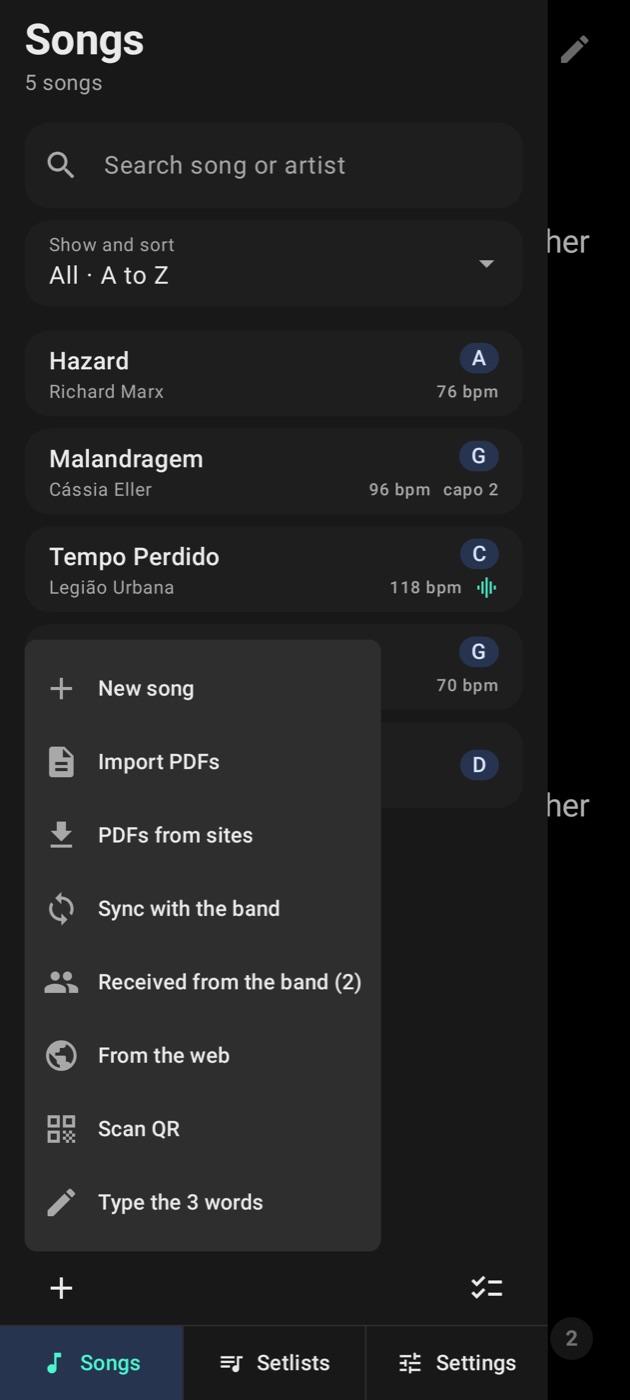 Songs
5 songs
Search song or artist
Show and sort
All · A to Z
her
Hazard
A
Richard Marx
76 bpm
Malandragem
G
Cássia Eller
96 bpm capo 2
Tempo Perdido
C
Legião Urbana
118 bpm
G
70 bpm
D
her
New song
Import PDFs
PDFs from sites
Sync with the band
Received from the band (2)
From the web
Scan QR
Type the 3 words
2
Songs
Setlists
Settings